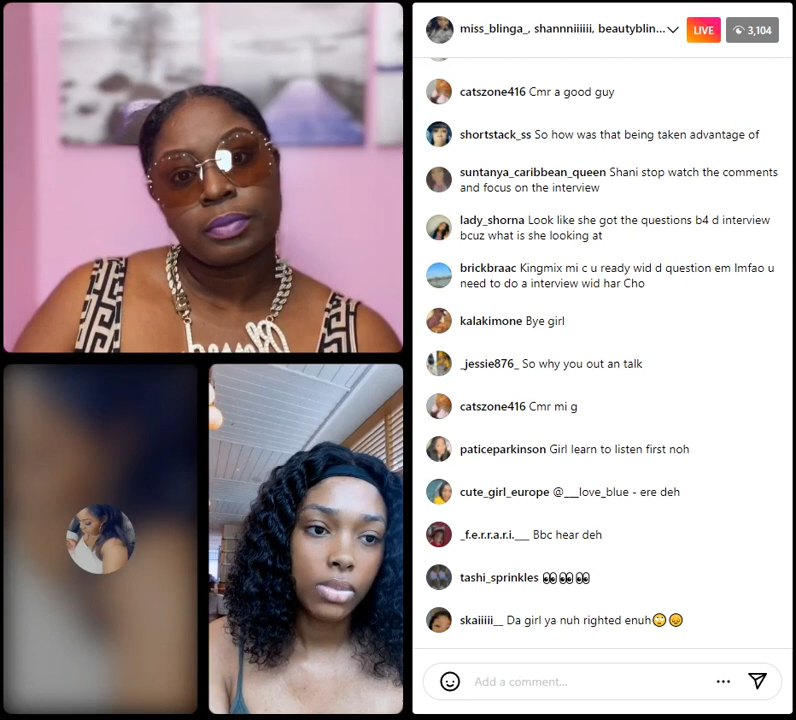 miss_blinga_, shannniiiiii, beautyblin...
LIVE
3,104
catszone416 Cmr a good guy
shortstack_ss So how was that being taken advantage of
suntanya_caribbean_queen Shani stop watch the comments
and focus on the interview
lady_shorna Look like she got the questions b4 d interview
bcuz what is she looking at
brickbraac Kingmix mi c u ready wid d question em lmfao u
need to do a interview wid har Cho
kalakimone Bye girl
_jessie876_ So why you out an talk
catszone416 Cmr mi g
paticeparkinson Girl learn to listen first noh
cute_girl_europe @___love_blue - ere deh
_f.e.r.r.a.r.i.___ Bbc hear deh
tashi_sprinkles 👀👀👀
skaiiiii__ Da girl ya nuh righted enuh🙄😞
Add a comment...